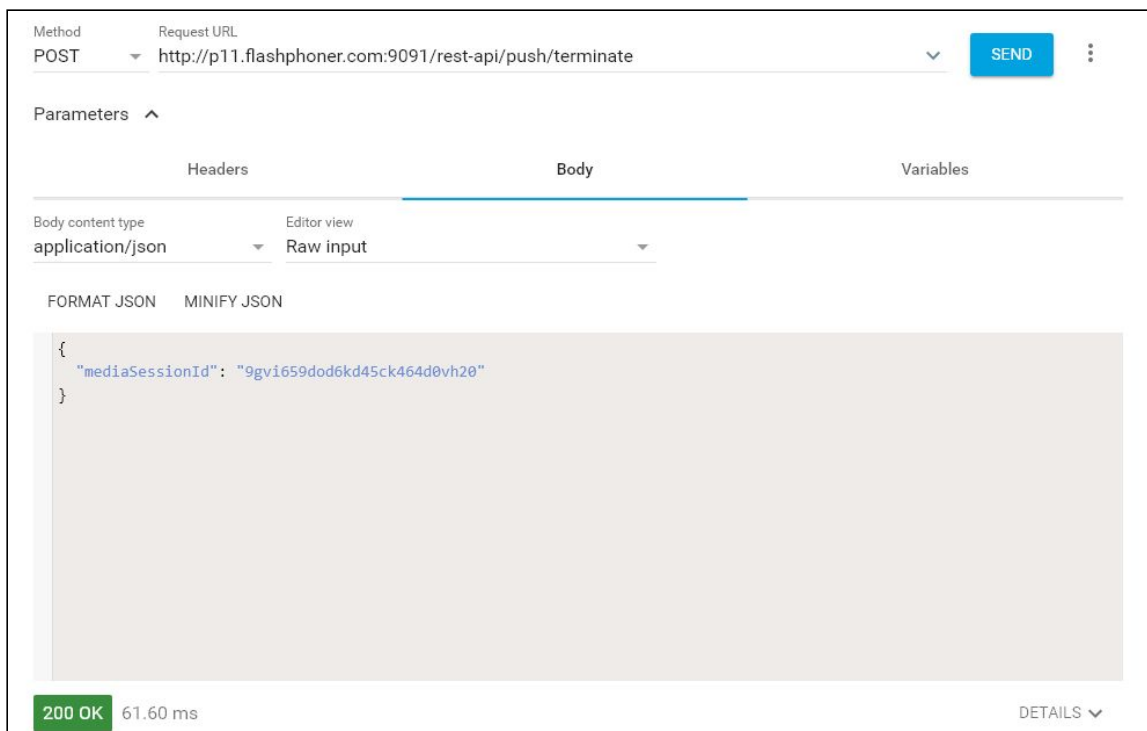 Method Request URL
POST http://p11.flashphoner.com:9091/rest-api/push/terminate SEND
Parameters
Headers Body Variables
Body content type Editor view
application/json Raw input
FORMAT JSON MINIFY JSON
{
"mediaSessionId": "9gvi659dod6kd45ck464d0vh20"
}
200 OK 61.60 ms DETAILS